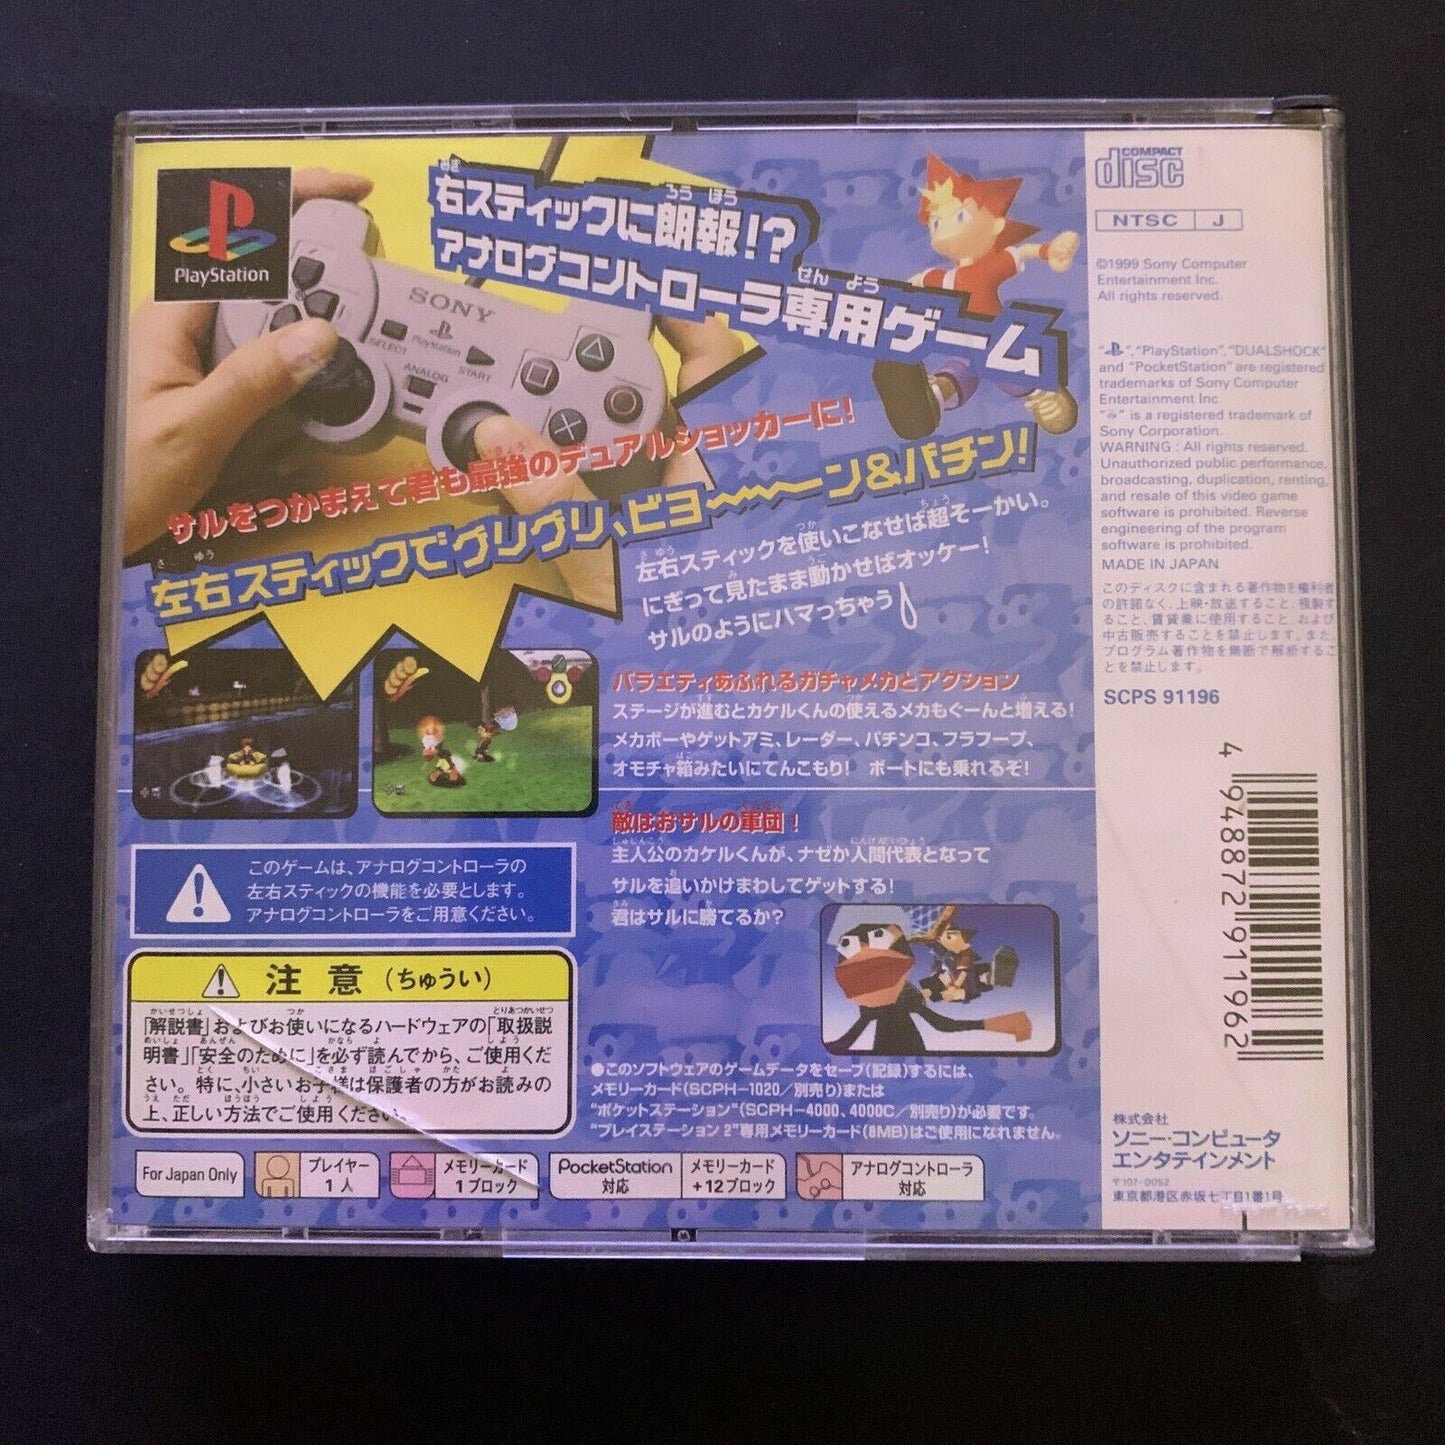 PlayStation
右スティックに朗報!?
アナログコントローラ専用ゲーム
SONY
PlayStation
SELECT
START
ANALOG
サルをつかまえて君も最強のデュアルショッカーに!
左右スティックでグリグリ、ビヨ〜〜ーン&パチン!
左右スティックを使いこなせば超そーかい。
にぎって見たまま動かせばオッケー!
サルのようにハマっちゃう!
バラエティあふれるガチャメカとアクション
ステージが進むとカケルくんの使えるメカもぐーんと増える!
メカボーやゲットアミ、レーダー、パチンコ、フラフープ、
オモチャ箱みたいにてんこもり! ボートにも乗れるぞ!
敵はおサルの軍団!
主人公のカケルくんが、ナゼか人間代表となって
サルを追いかけまわしてゲットする!
君はサルに勝てるか?
このゲームは、アナログコントローラの
左右スティックの機能を必要とします。
アナログコントローラをご用意ください。
注意(ちゅうい)
「解説書」およびお使いになるハードウェアの「取扱説
明書」「安全のために」を必ず読んでから、ご使用くだ
さい。特に、小さいお子様は保護者の方がお読みの
上、正しい方法でご使用ください。
●このソフトウェアのゲームデータをセーブ(記録)するには、
メモリーカード(SCPH-1020/別売り)または
"ポケットステーション"(SCPH-4000、4000C/別売り)が必要です。
"プレイステーション 2"専用メモリーカード(8MB)はご使用になれません。
For Japan Only
プレイヤー
1人
メモリーカード
1ブロック
PocketStation
対応
メモリーカード
+12ブロック
アナログコントローラ
対応
COMPACT
disc
NTSC J
©1999 Sony Computer
Entertainment Inc.
All rights reserved.
" ", "PlayStation", "DUALSHOCK"
and "PocketStation" are registered
trademarks of Sony Computer
Entertainment Inc.
" " is a registered trademark of
Sony Corporation.
WARNING : All rights reserved.
Unauthorized public performance,
broadcasting, duplication, renting,
and resale of this video game
software is prohibited. Reverse
engineering of the program
software is prohibited.
MADE IN JAPAN
このディスクに含まれる著作物を権利者
の許諾なく、上映・放送すること、複製す
ること、賃貸業に使用すること、および
中古販売することを禁止します。また、
プログラム著作物を無断で解析するこ
とを禁止します。
SCPS 91196
4 948872 911962
株式会社
ソニー・コンピュータ
エンタテインメント
〒107-0052
東京都港区赤坂七丁目1番1号